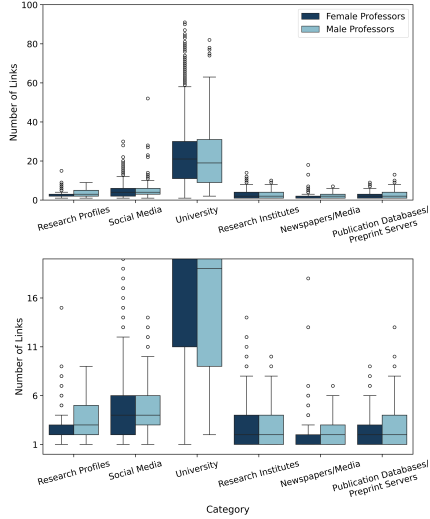 100
80
60
40
20
0
Number of Links
Female Professors
Male Professors
Research Profiles
Social Media
University
Research Institutes
Newspapers/Media
Publication Databases/
Preprint Servers
16
11
6
1
Number of Links
Research Profiles
Social Media
University
Research Institutes
Newspapers/Media
Publication Databases/
Preprint Servers
Category